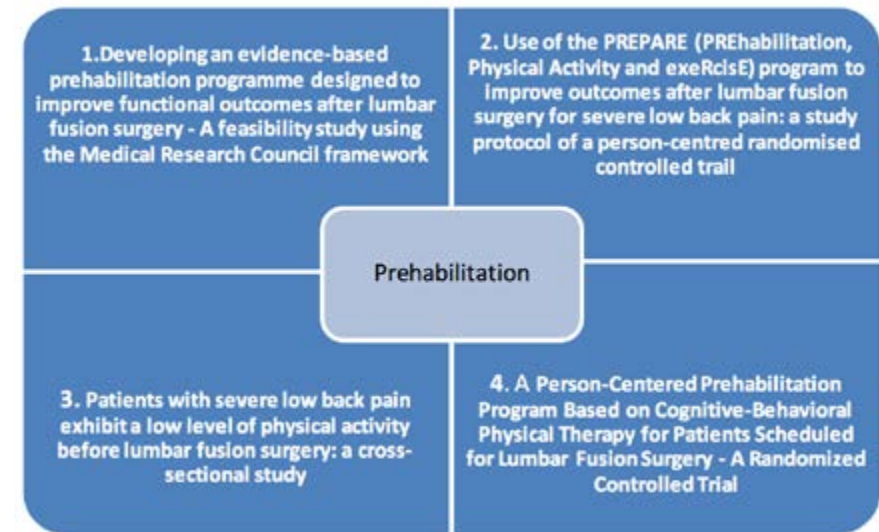 1.Developing an evidence-based
prehabilitation programme designed to
improve functional outcomes after lumbar
fusion surgery - A feasibility study using
the Medical Research Council framework
2. Use of the PREPARE (PREhabilitation,
Physical Activity and exeRcisE) program to
improve outcomes after lumbar fusion
surgery for severe low back pain: a study
protocol of a person-centred randomised
controlled trail
Prehabilitation
3. Patients with severe low back pain
exhibit a low level of physical activity
before lumbar fusion surgery: a cross-
sectional study
4. A Person-Centered Prehabilitation
Program Based on Cognitive-Behavioral
Physical Therapy for Patients Scheduled
for Lumbar Fusion Surgery - A Randomized
Controlled Trial